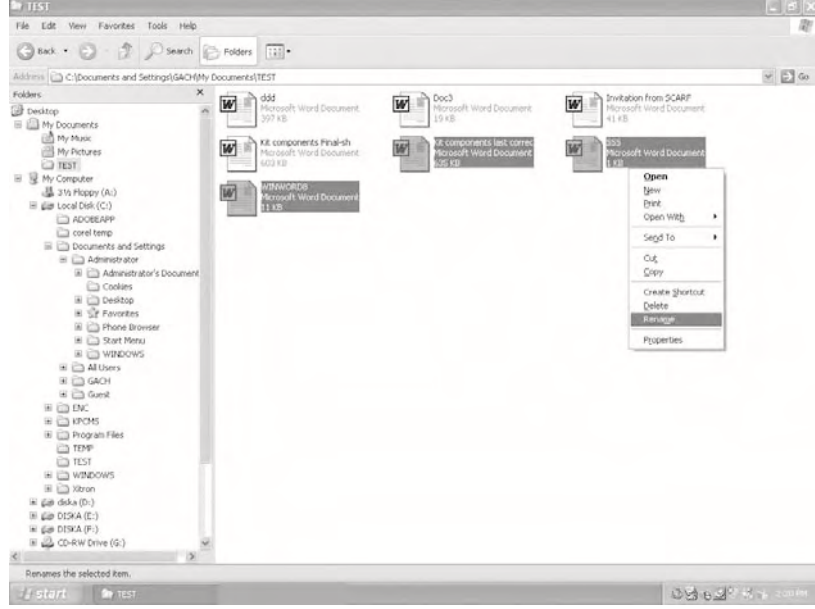 TEST
File Edit View Favorites Tools Help
Back Search Folders
Address C:\Documents and Settings\GACH\My Documents\TEST Go
Folders
Desktop
My Documents
My Music
My Pictures
TEST
My Computer
3½ Floppy (A:)
Local Disk (C:)
ADOBEAPP
corel temp
Documents and Settings
Administrator
Administrator's Document
Cookies
Desktop
Favorites
Phone Browser
Start Menu
WINDOWS
All Users
GACH
Guest
ENC
KPCMS
Program Files
TEMP
TEST
WINDOWS
Xitron
diska (D:)
DISKA (E:)
DISKA (F:)
CD-RW Drive (G:)
ddd
Microsoft Word Document
397 KB
Doc3
Microsoft Word Document
19 KB
Invitation from SCARF
Microsoft Word Document
41 KB
Kit components Final-sh
Microsoft Word Document
603 KB
Kit components last correc
Microsoft Word Document
635 KB
SSS
Microsoft Word Document
1 KB
WINWORD8
Microsoft Word Document
11 KB
Open
New
Print
Open With
Send To
Cut
Copy
Create Shortcut
Delete
Rename
Properties
Renames the selected item.
start TEST 2:00 PM